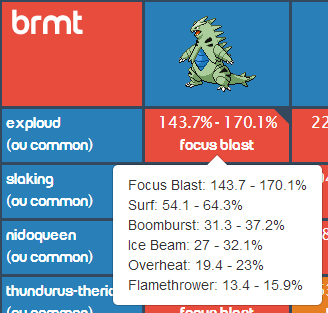 brmt
exploud
(ou common)
143.7% - 170.1%
focus blast
22
slaking
(ou common)
nidoqueen
(ou common)
thundurus-theric
Focus Blast: 143.7 - 170.1%
Surf: 54.1 - 64.3%
Boomburst: 31.3 - 37.2%
Ice Beam: 27 - 32.1%
Overheat: 19.4 - 23%
Flamethrower: 13.4 - 15.9%